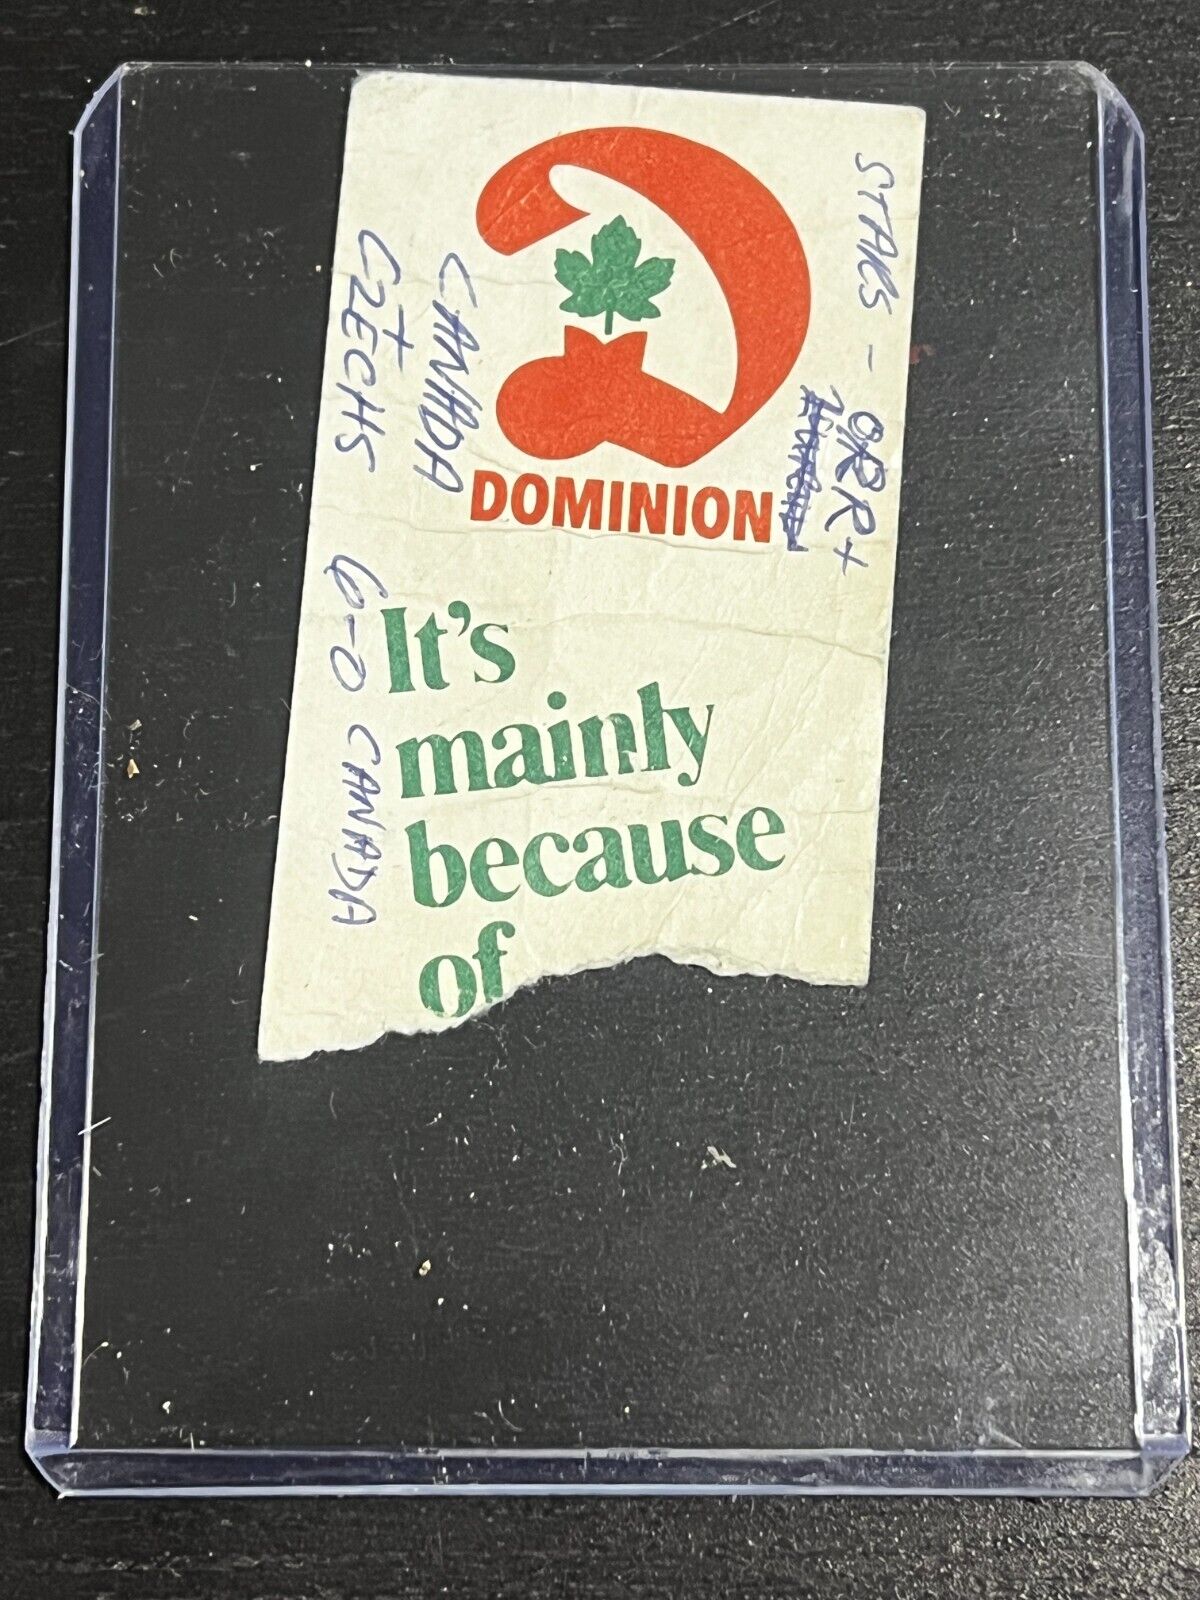 DOMINION
It's
mainly
because
of
STARS - ORR +
CANADA
+
CZECHS
6-0 CANADA